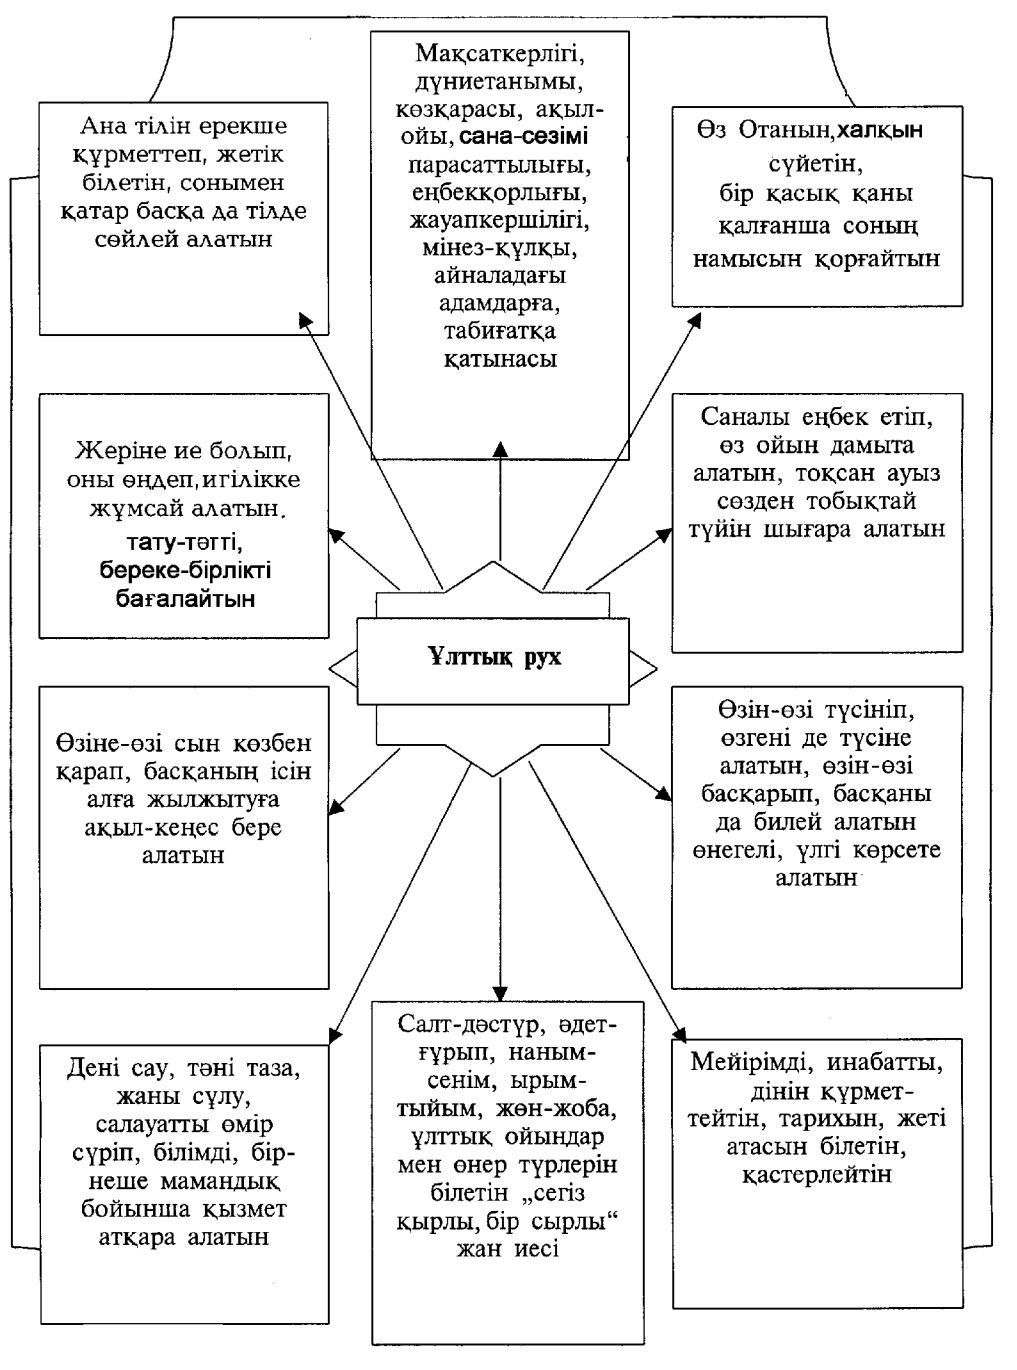 Мақсаткерлігі,
дүниетанымы,
көзқарасы, ақыл-
ойы, сана-сезімі
парасаттылығы,
еңбекқорлығы,
жауапкершілігі,
мінез-құлқы,
айналадағы
адамдарға,
табиғатқа
қатынасы
Ана тілін ерекше
құрметтеп, жетік
білетін, сонымен
қатар басқа да тілде
сөйлей алатын
Өз Отанын, халқын
сүйетін,
бір қасық қаны
қалғанша соның
намысын қорғайтын
Жеріне ие болып,
оны өңдеп, игілікке
жұмсай алатын.
тату-тәтті,
береке-бірлікті
бағалайтын
Саналы еңбек етіп,
өз ойын дамыта
алатын, тоқсан ауыз
сөзден тобықтай
түйін шығара алатын
Ұлттық рух
Өзіне-өзі сын көзбен
қарап, басқаның ісін
алға жылжытуға
ақыл-кеңес бере
алатын
Өзін-өзі түсініп,
өзгені де түсіне
алатын, өзін-өзі
басқарып, басқаны
да билей алатын
өнегелі, үлгі көрсете
алатын
Дені сау, тәні таза,
жаны сұлу,
салауатты өмір
сүріп, білімді, бір-
неше мамандық
бойынша қызмет
атқара алатын
Салт-дәстүр, әдет-
ғұрып, наным-
сенім, ырым-
тыйым, жөн-жоба,
ұлттық ойындар
мен өнер түрлерін
білетін „сегіз
қырлы, бір сырлы“
жан иесі
Мейірімді, инабатты,
дінін құрмет-
тейтін, тарихын, жеті
атасын білетін,
қастерлейтін